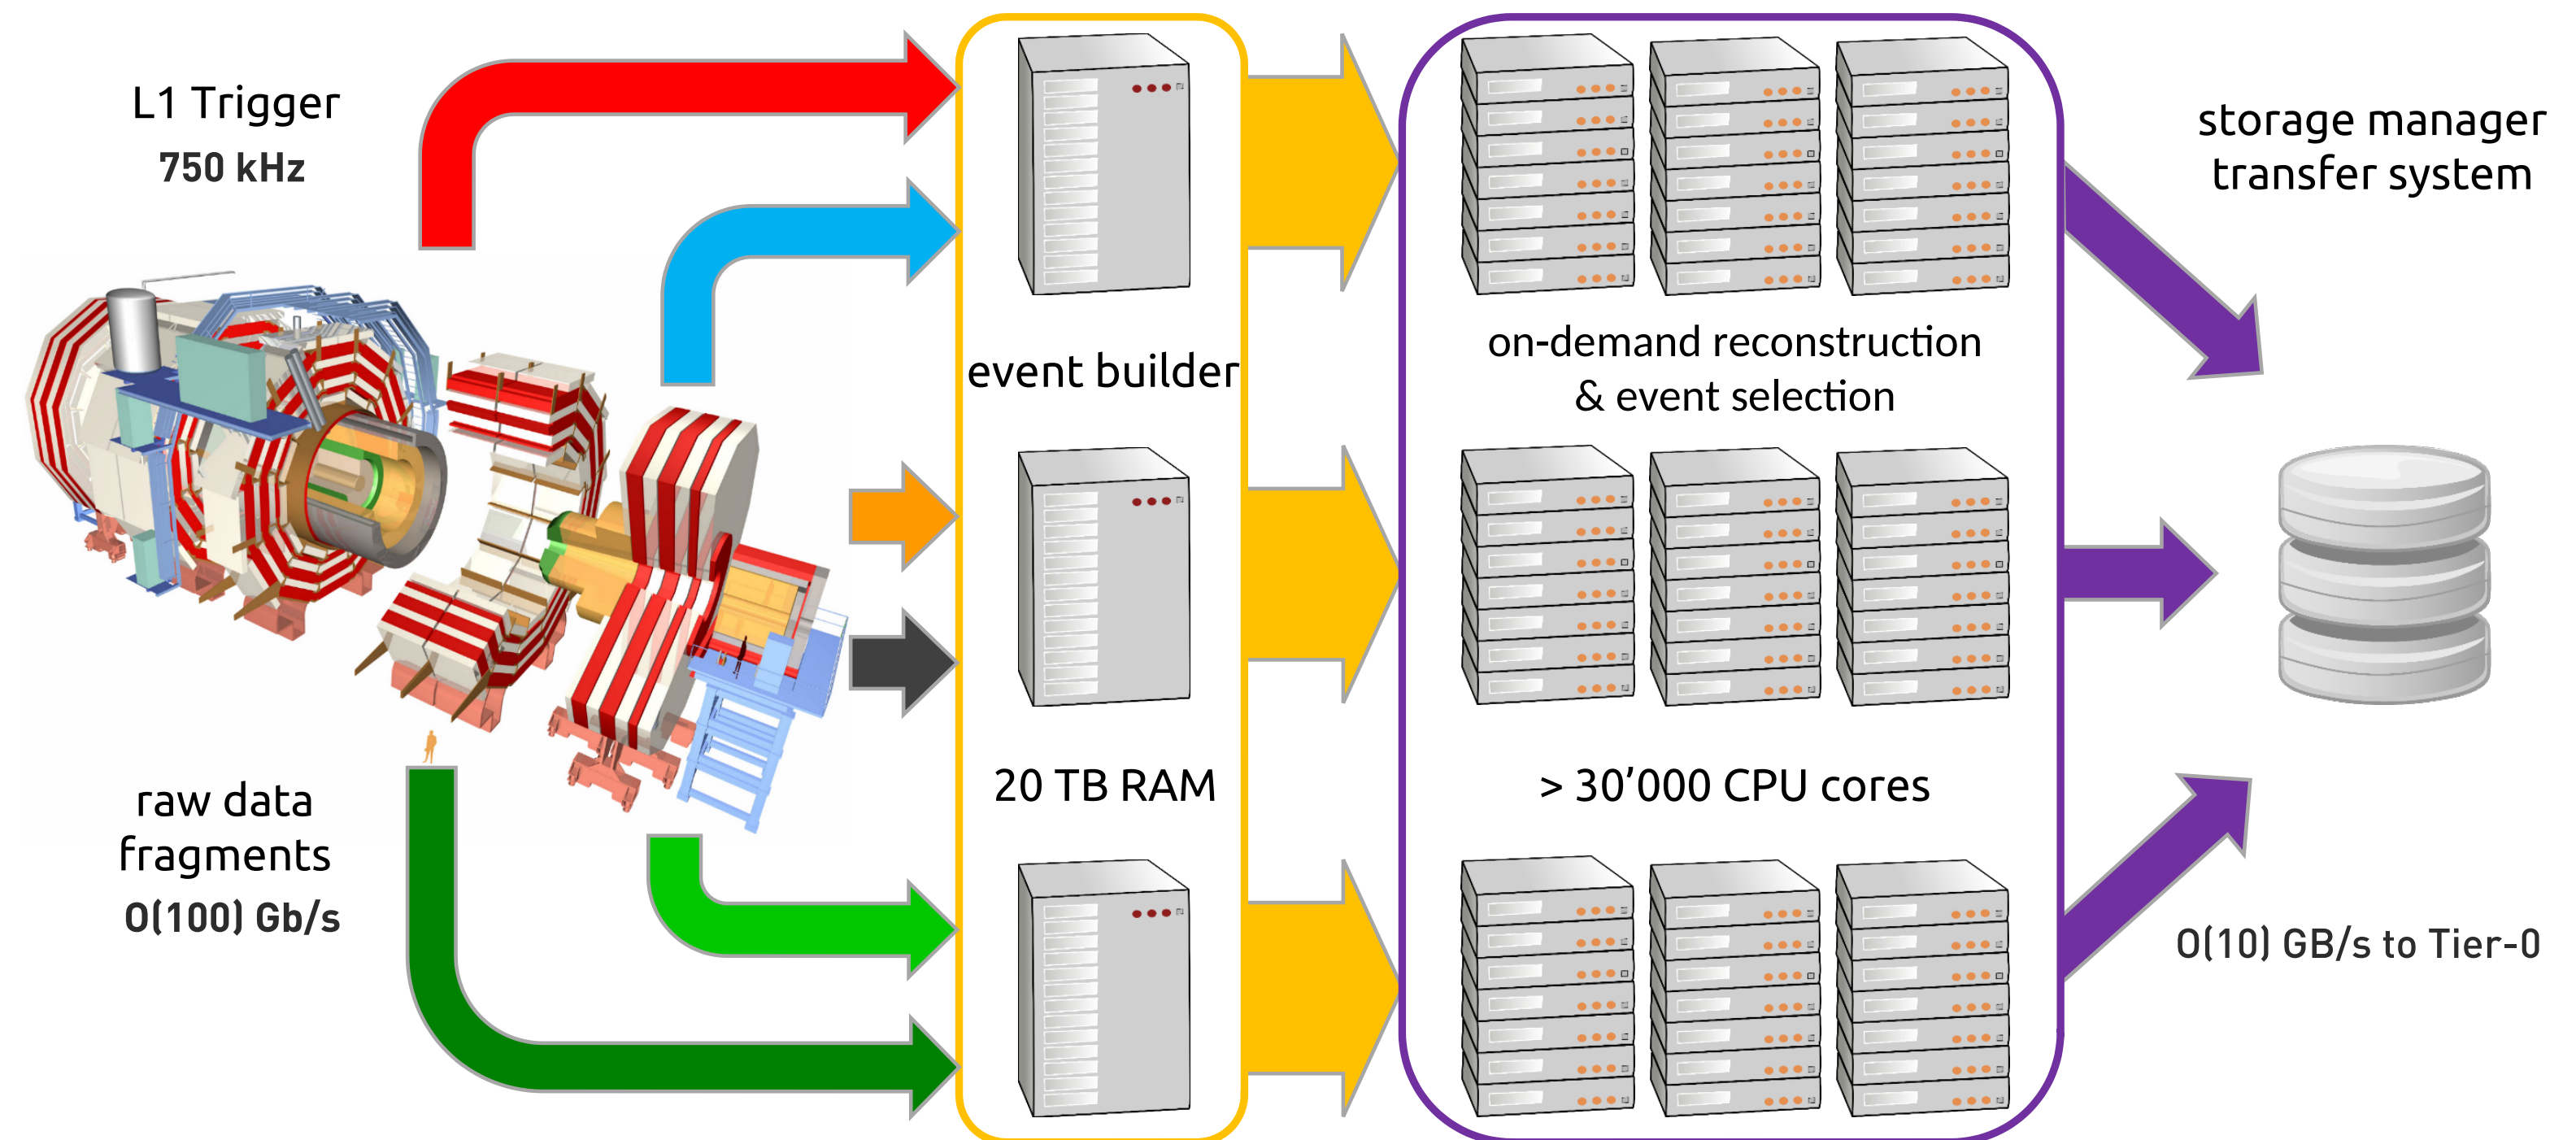 L1 Trigger
750 kHz
raw data
fragments
O(100) Gb/s
event builder
20 TB RAM
on-demand reconstruction
& event selection
> 30’000 CPU cores
storage manager
transfer system
O(10) GB/s to Tier-0